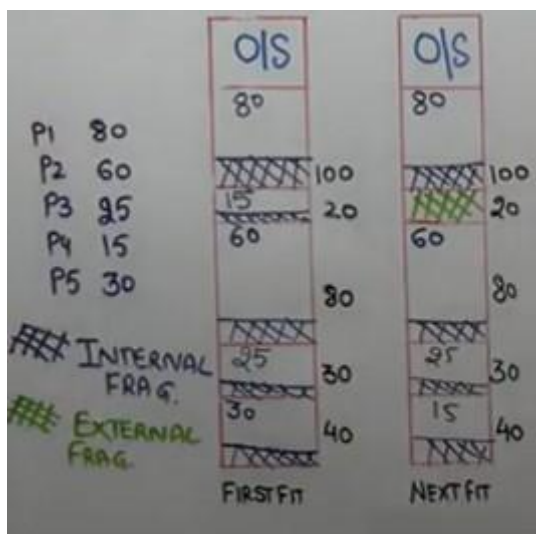 O/S
O/S
80
80
P1 80
P2 60
P3 25
P4 15
P5 30
100
100
15
20
20
60
60
80
80
INTERNAL
FRAG.
25
25
30
30
EXTERNAL
FRAG.
30
15
40
40
FIRST FIT
NEXT FIT